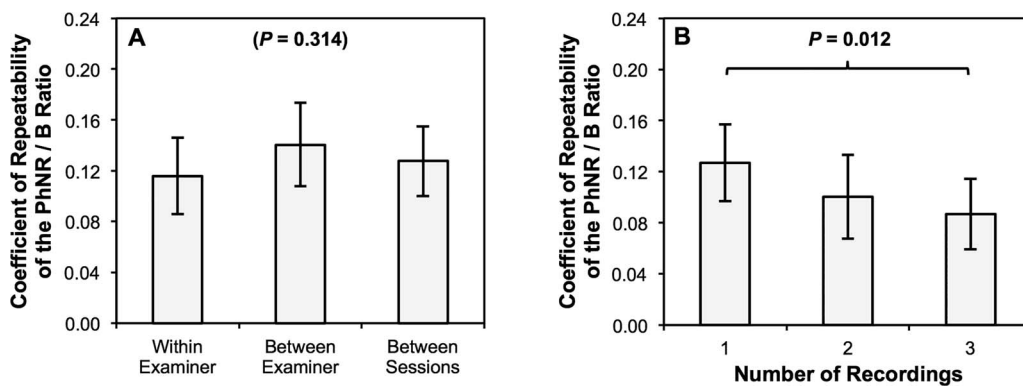 Coefficient of Repeatability
of the PhNR / B Ratio
0.24
0.20
0.16
0.12
0.08
0.04
0.00
A
(P = 0.314)
Within
Examiner
Between
Examiner
Between
Sessions
Coefficient of Repeatability
of the PhNR / B Ratio
0.24
0.20
0.16
0.12
0.08
0.04
0.00
B
P = 0.012
1
2
3
Number of Recordings